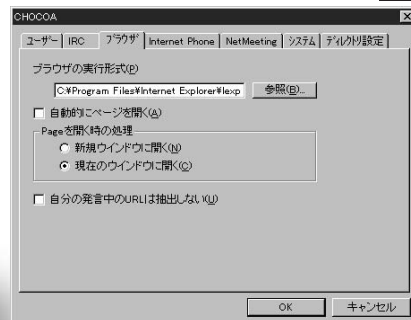 CHOCOA
ユーザー IRC ブラウザ Internet Phone NetMeeting システム ディレクトリ設定
ブラウザの実行形式(P)
C:¥Program Files¥Internet Explorer¥Iexp 参照(B)...
自動的にページを開く(A)
Pageを開く時の処理
新規ウインドウに開く(N)
現在のウインドウに開く(C)
自分の発言中のURLは抽出しない(U)
OK キャンセル